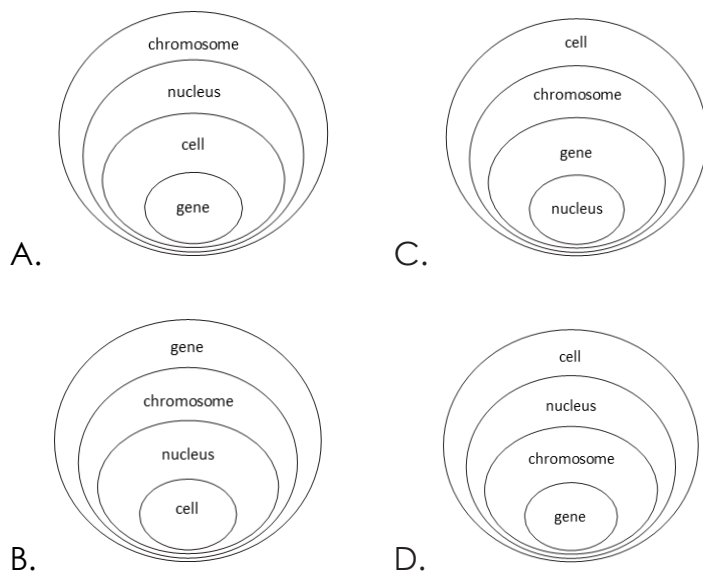 chromosome
nucleus
cell
gene
A.
cell
chromosome
gene
nucleus
C.
gene
chromosome
nucleus
cell
B.
cell
nucleus
chromosome
gene
D.